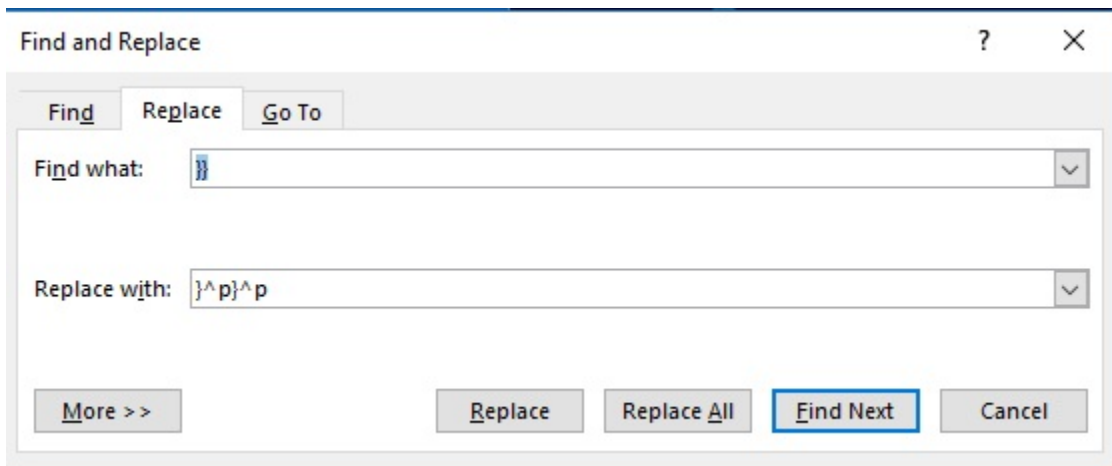 Find and Replace ? ×
Find Replace Go To
Find what: }}
Replace with: }^p}^p
More >> Replace Replace All Find Next Cancel